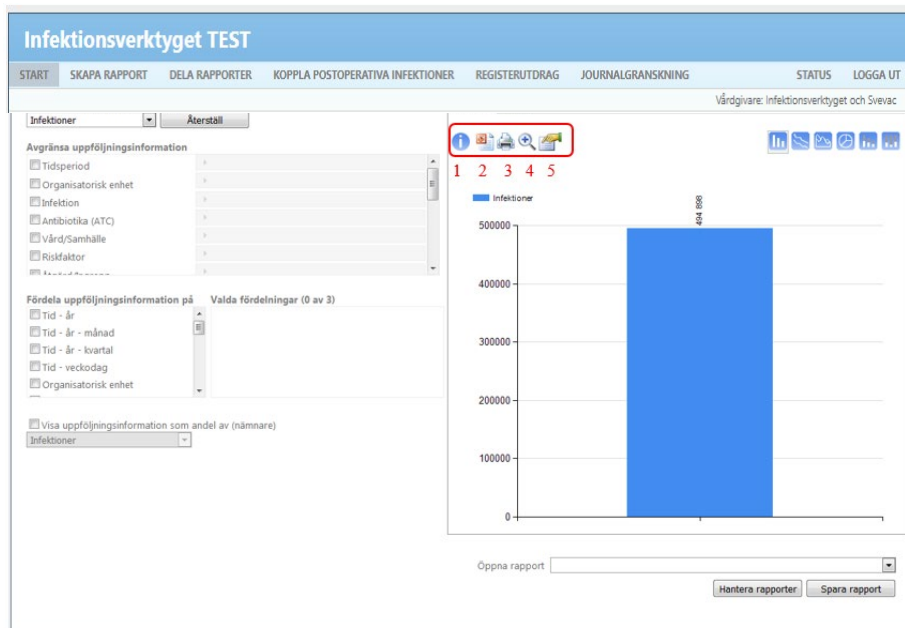 Infektionsverktyget TEST
START SKAPA RAPPORT DELA RAPPORTER KOPPLA POSTOPERATIVA INFEKTIONER REGISTERUTDRAG JOURNALGRANSKNING STATUS LOGGA UT
Vårdgivare: Infektionsverktyget och Svevac
Infektioner Återställ
Avgränsa uppföljningsinformation
Tidsperiod
Organisatorisk enhet
Infektion
Antibiotika (ATC)
Vård/Samhälle
Riskfaktor
Fördela uppföljningsinformation på Valda fördelningar (0 av 3)
Tid - år
Tid - år - månad
Tid - år - kvartal
Tid - veckodag
Organisatorisk enhet
Visa uppföljningsinformation som andel av (nämnare)
Infektioner
1 2 3 4 5
Infektioner
494 898
500000
400000
300000
200000
100000
0
Öppna rapport
Hantera rapporter Spara rapport